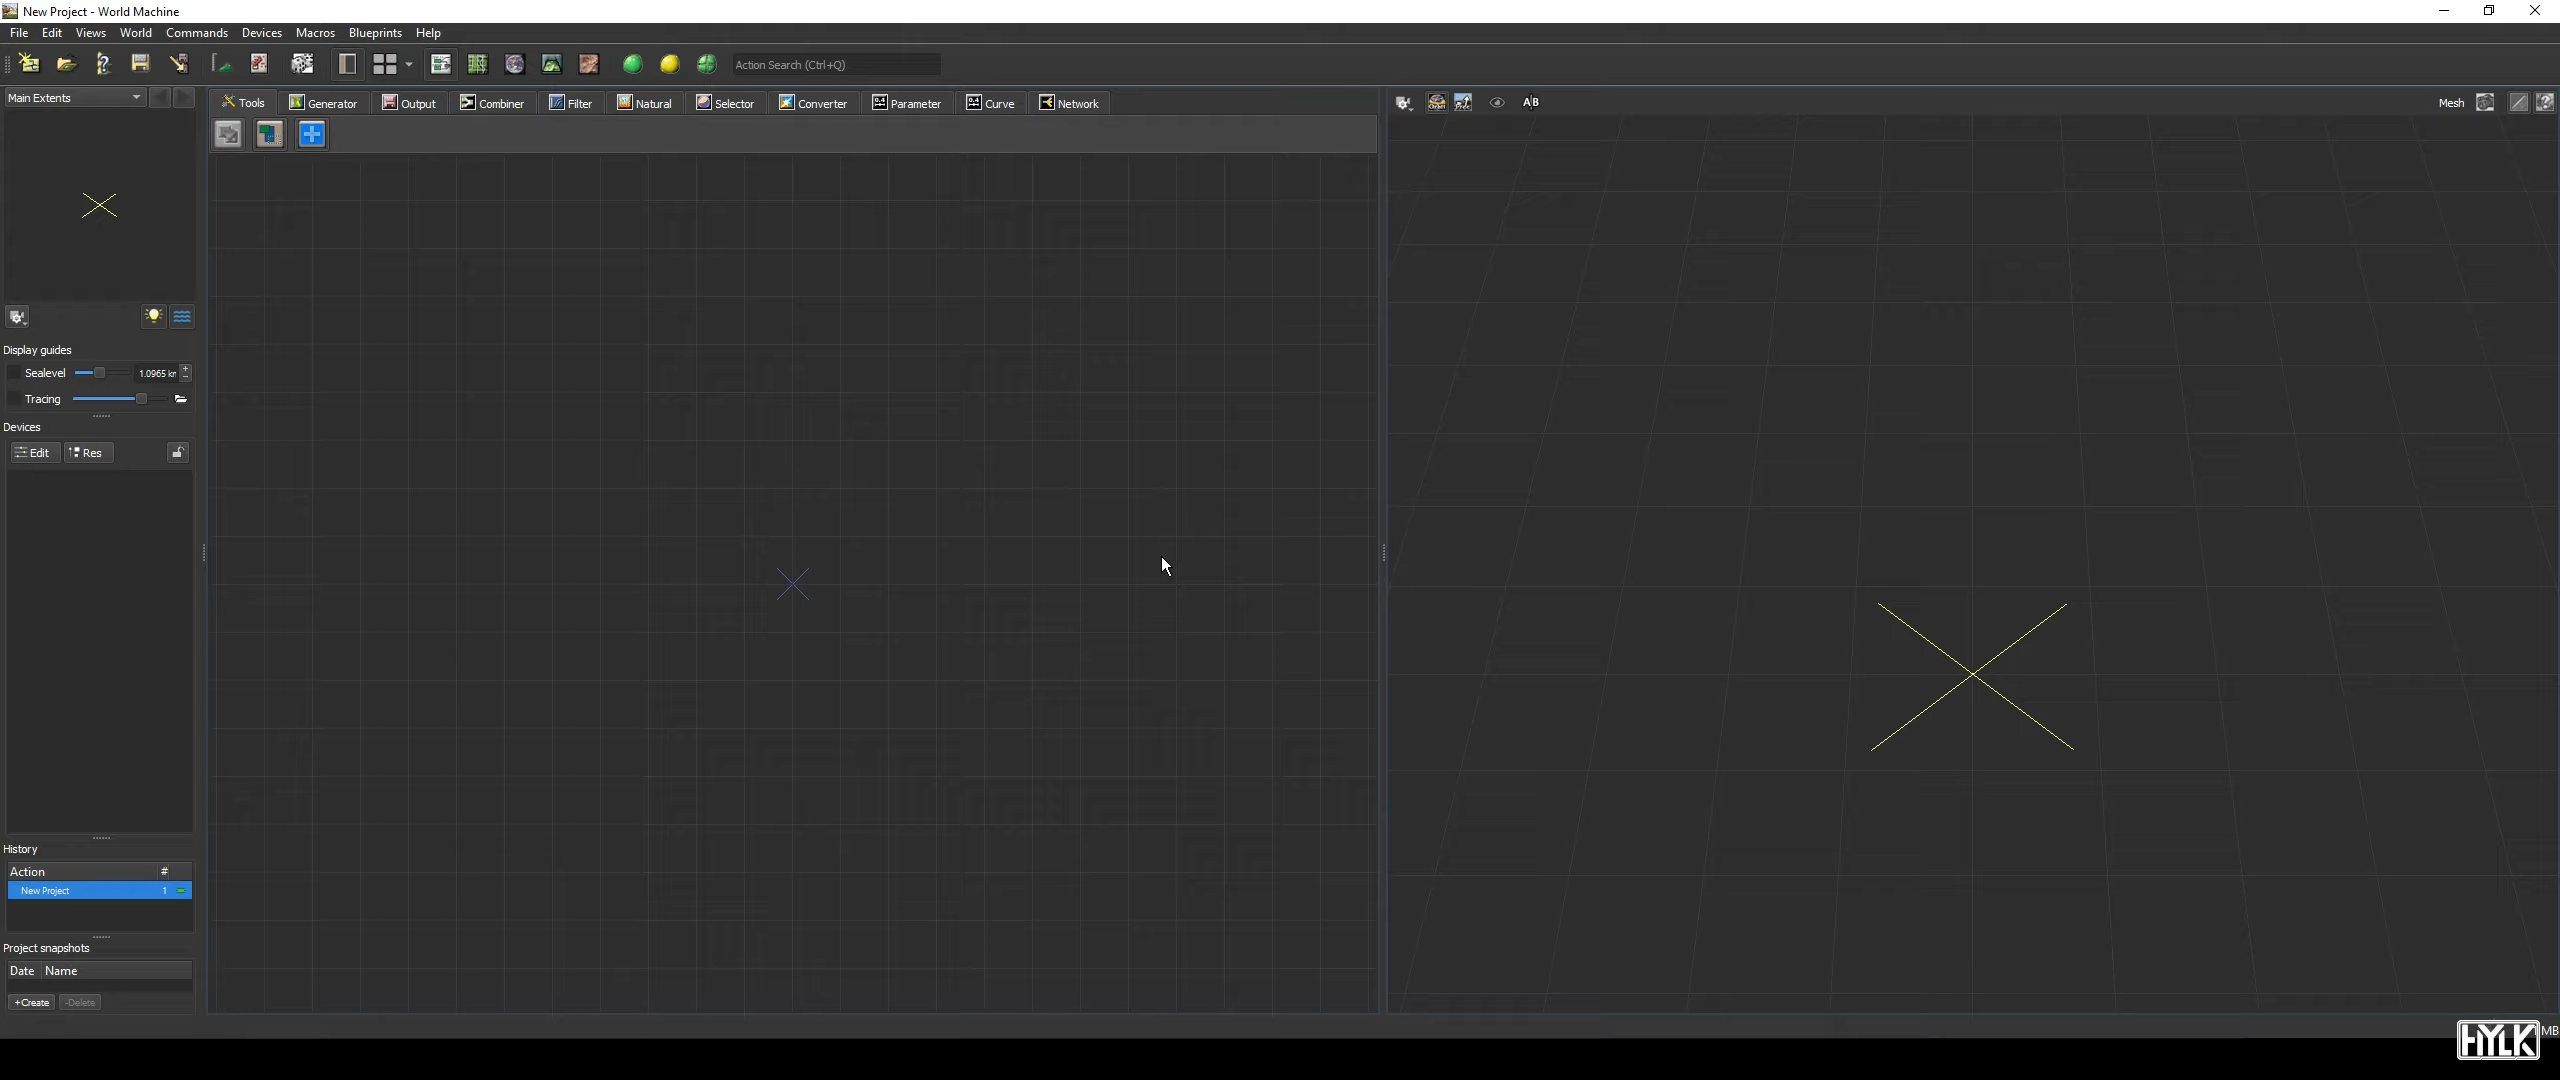 New Project - World Machine
File Edit Views World Commands Devices Macros Blueprints Help
Action Search (Ctrl+Q)
Main Extents
Tools Generator Output Combiner Filter Natural Selector Converter Parameter Curve Network
A|B
Mesh
Display guides
Sealevel 1.0965 kr
Tracing
Devices
Edit Res
History
Action #
New Project 1
Project snapshots
Date Name
+Create -Delete
HYLK
MB